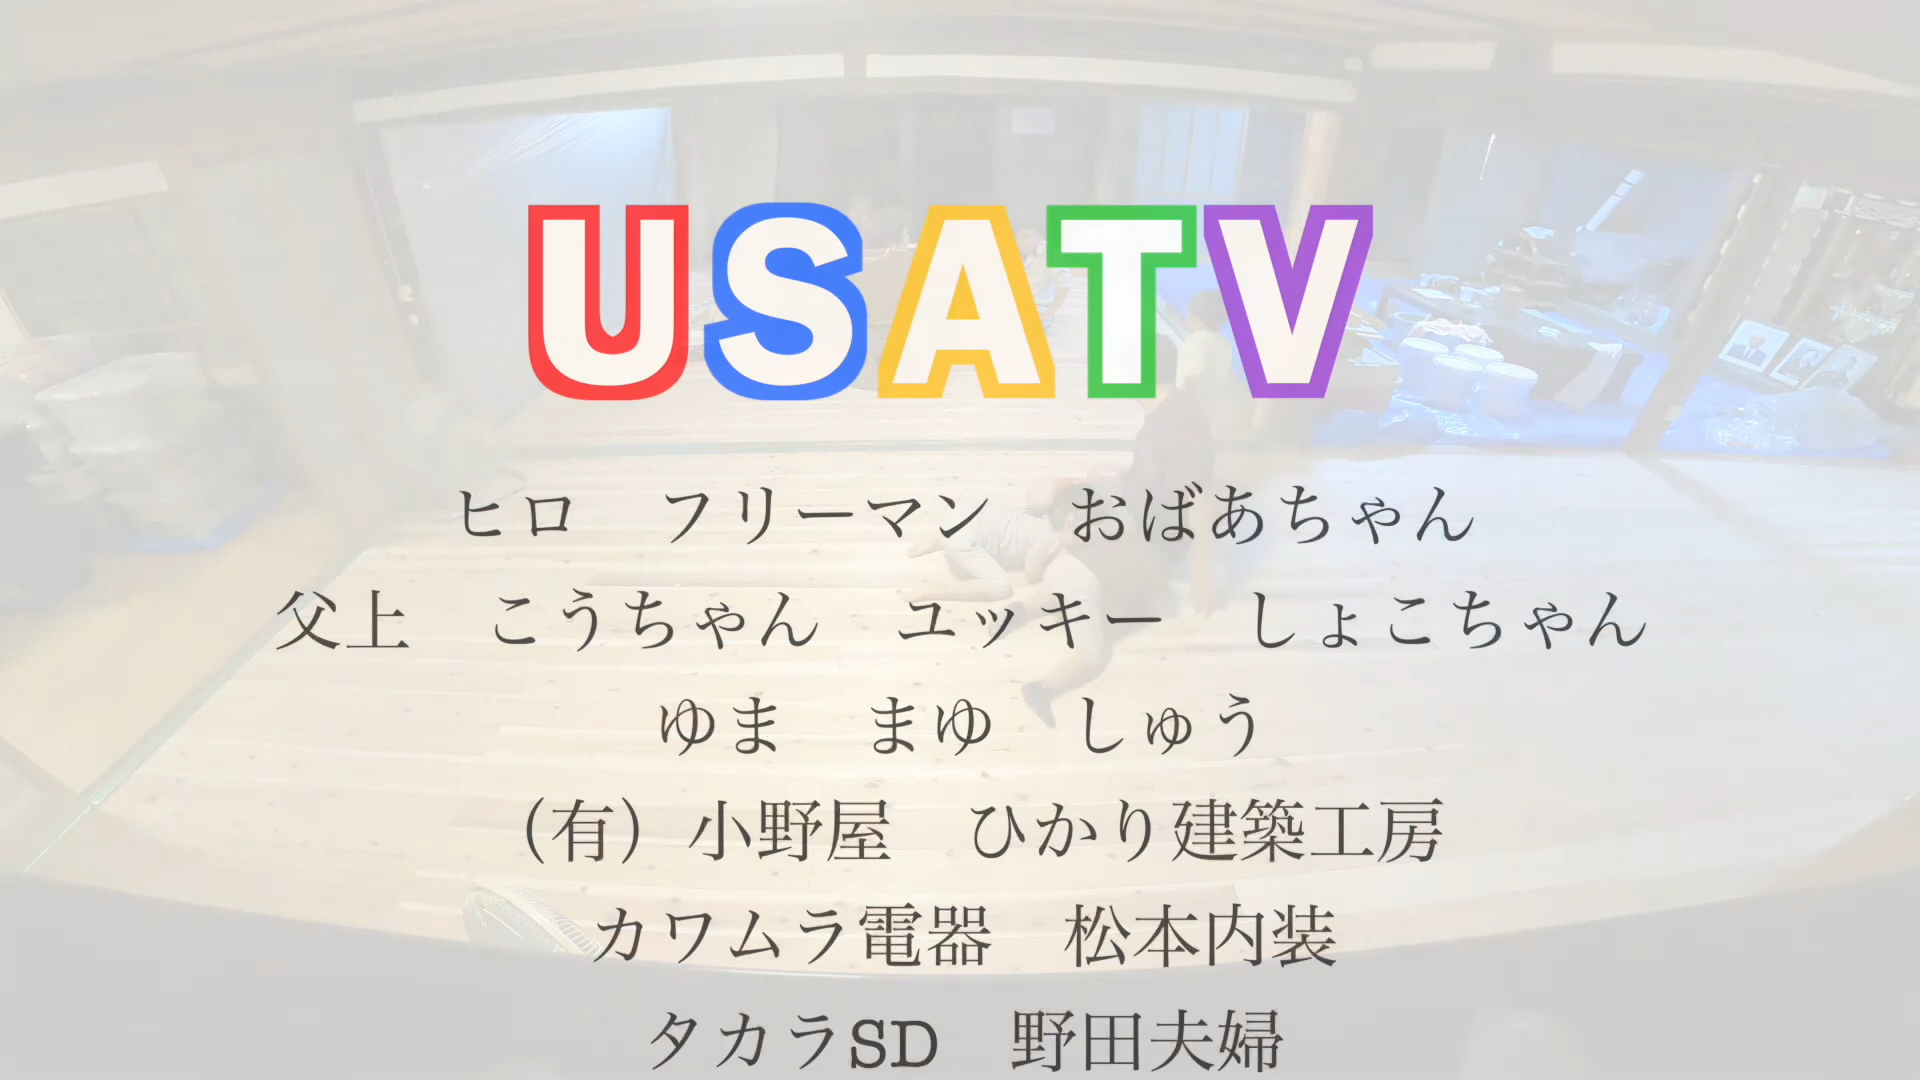 USATV
ヒロ　フリーマン　おばあちゃん
父上　こうちゃん　ユッキー　しょこちゃん
ゆま　まゆ　しゅう
（有）小野屋　ひかり建築工房
カワムラ電器　松本内装
タカラSD　野田夫婦